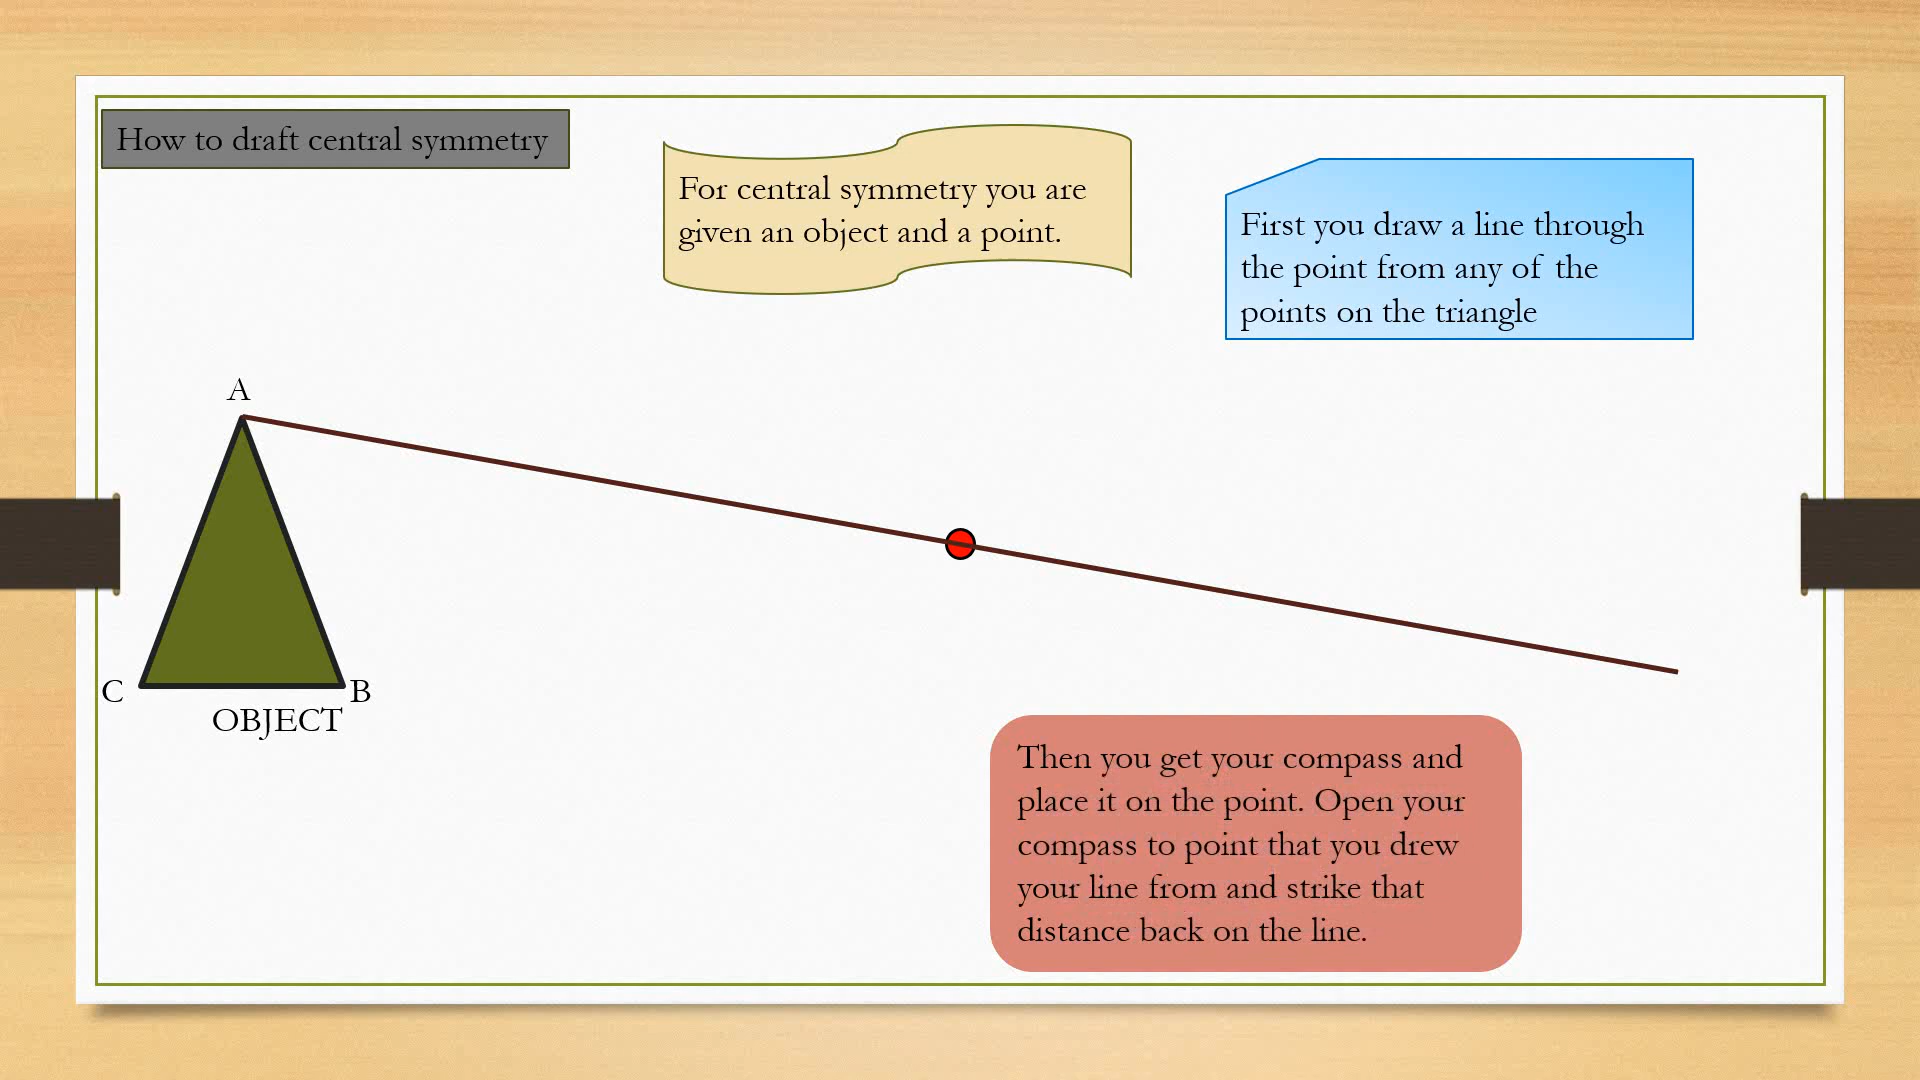 How to draft central symmetry
For central symmetry you are
given an object and a point.
First you draw a line through
the point from any of the
points on the triangle
A
C
B
OBJECT
Then you get your compass and
place it on the point. Open your
compass to point that you drew
your line from and strike that
distance back on the line.